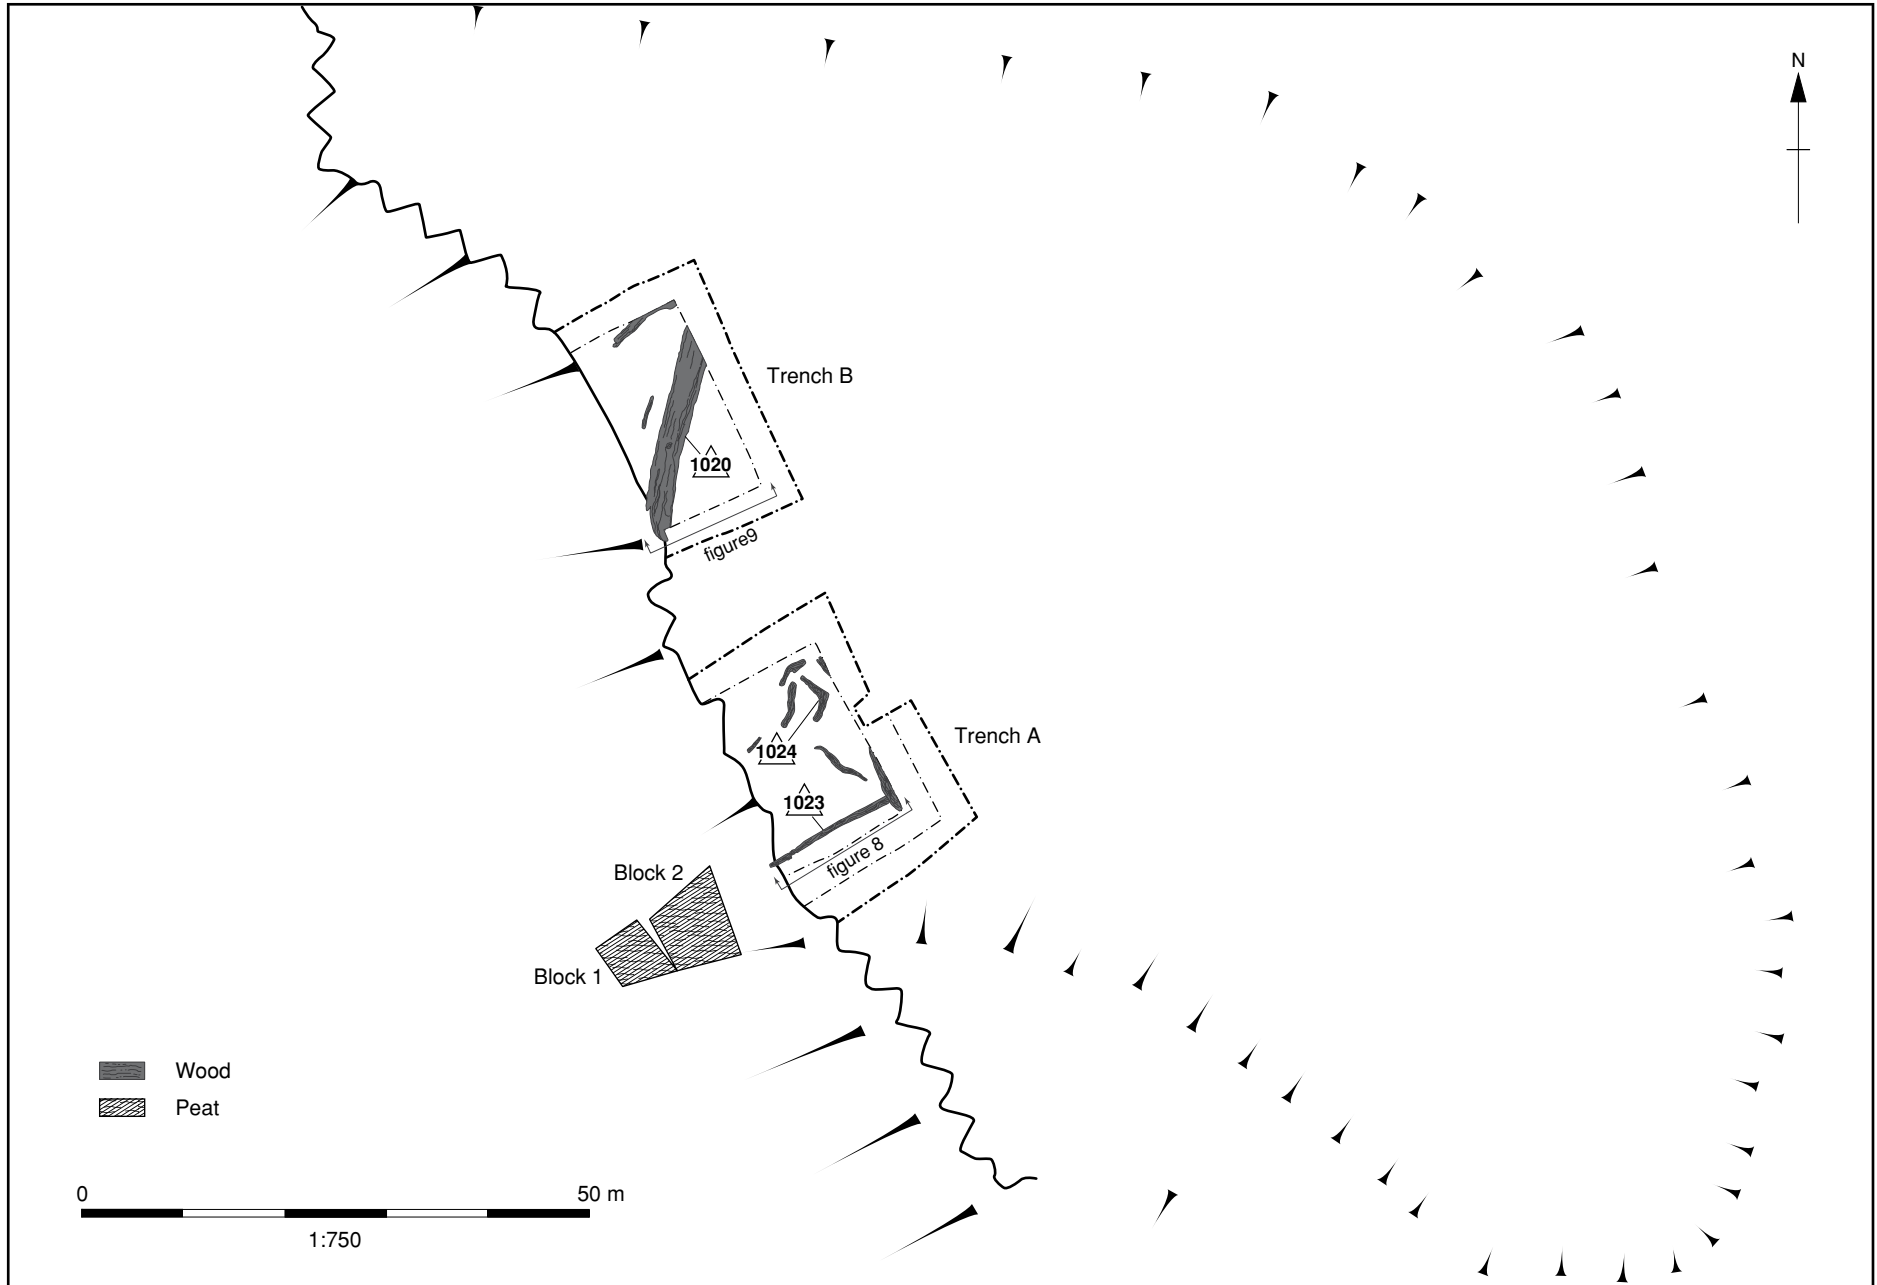 N
Trench B
1020
figure9
Trench A
1024
1023
figure 8
Block 2
Block 1
Wood
Peat
0 50 m
1:750